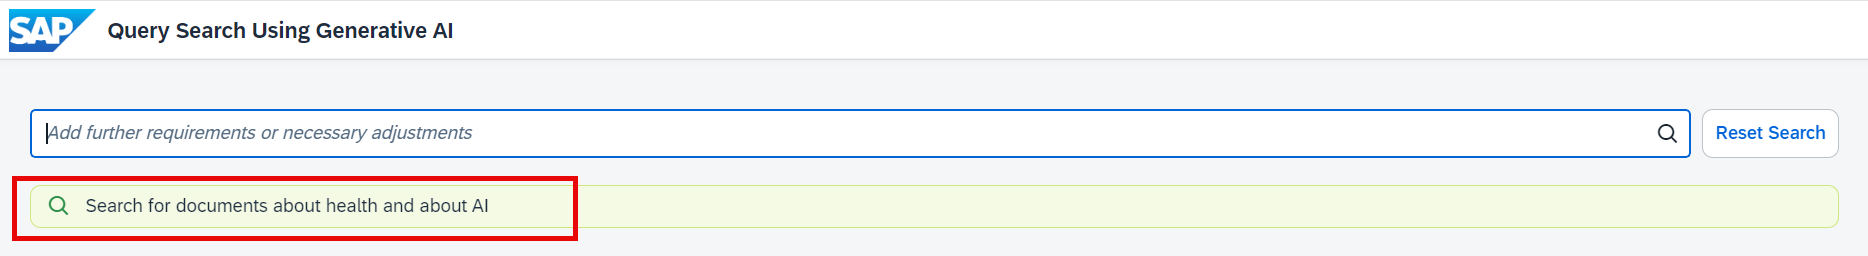 SAP Query Search Using Generative AI
Add further requirements or necessary adjustments Reset Search
Search for documents about health and about AI